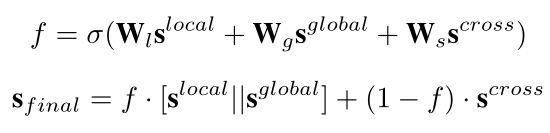 f = σ(𝐖_l 𝐬^{local} + 𝐖_g 𝐬^{global} + 𝐖_s 𝐬^{cross})
𝐬_{final} = f · [𝐬^{local}||𝐬^{global}] + (1 − f) · 𝐬^{cross}